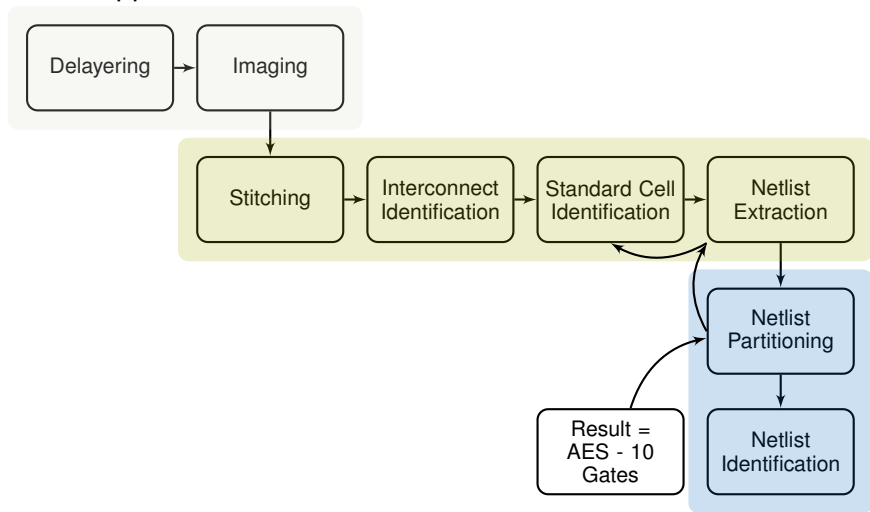 Delayering
Imaging
Stitching
Interconnect
Identification
Standard Cell
Identification
Netlist
Extraction
Netlist
Partitioning
Result =
AES - 10
Gates
Netlist
Identification